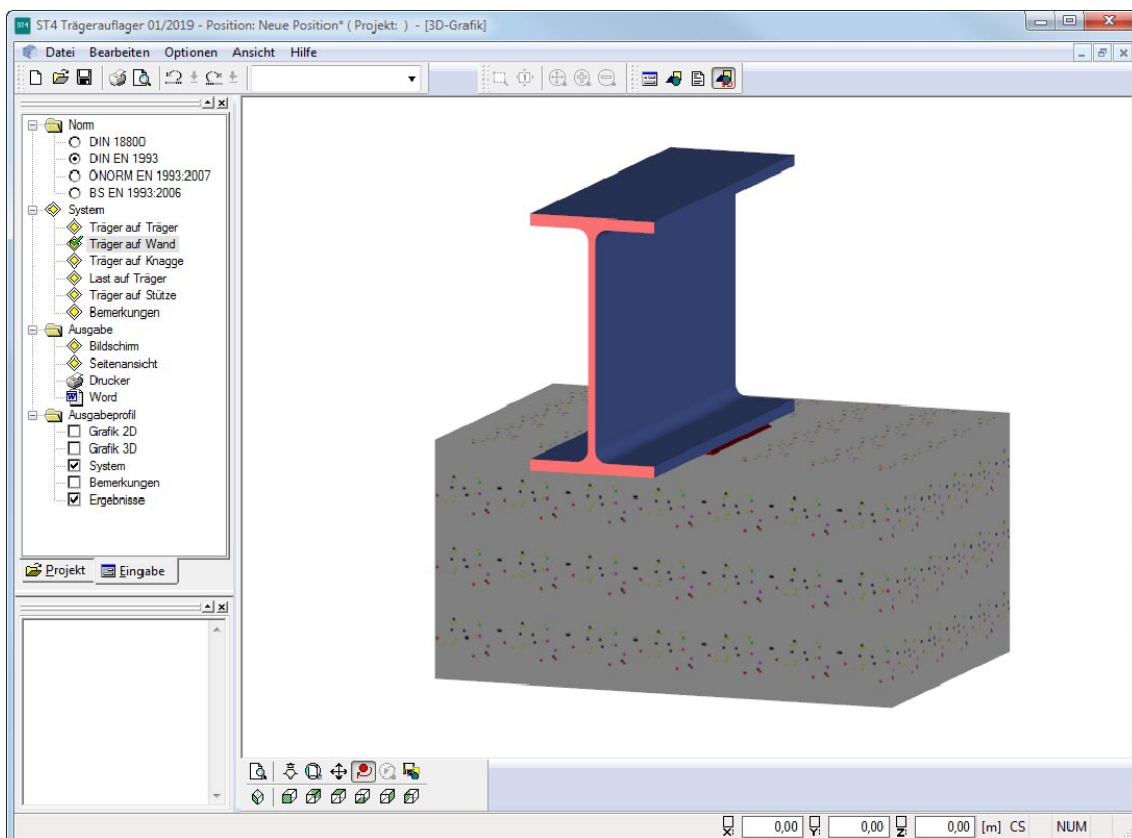 ST4 Trägerauflager 01/2019 - Position: Neue Position* ( Projekt: ) - [3D-Grafik]
Datei Bearbeiten Optionen Ansicht Hilfe
Norm
DIN 18800
DIN EN 1993
ÖNORM EN 1993:2007
BS EN 1993:2006
System
Träger auf Träger
Träger auf Wand
Träger auf Knagge
Last auf Träger
Träger auf Stütze
Bemerkungen
Ausgabe
Bildschirm
Seitenansicht
Drucker
Word
Ausgabeprofil
Grafik 2D
Grafik 3D
System
Bemerkungen
Ergebnisse
Projekt Eingabe
X: 0,00 Y: 0,00 Z: 0,00 [m] CS NUM